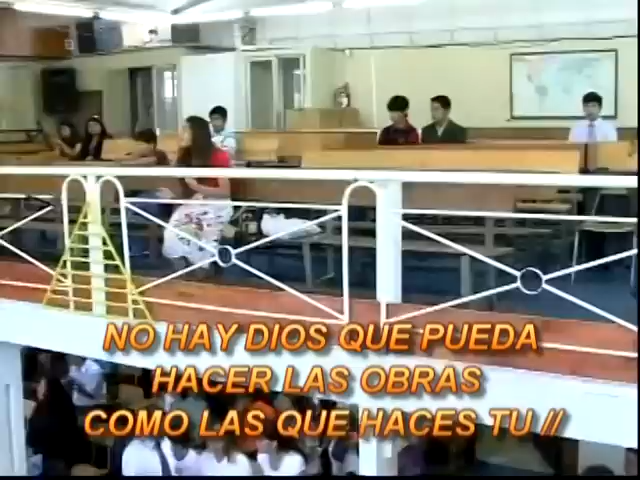 NO HAY DIOS QUE PUEDA
HACER LAS OBRAS
COMO LAS QUE HACES TU //